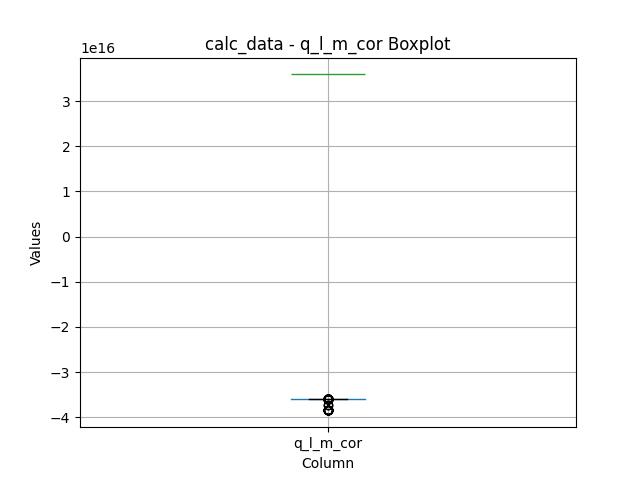 calc_data - q_l_m_cor Boxplot
1e16
3
2
1
0
−1
−2
−3
−4
Values
q_l_m_cor
Column